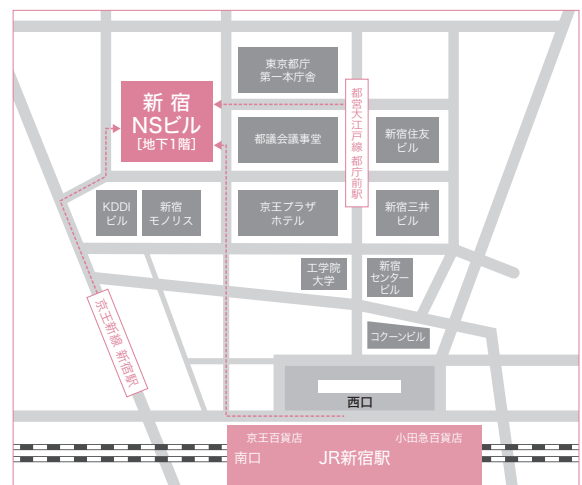 東京都庁
第一本庁舎
新宿
NSビル
[地下1階]
都議会議事堂
都営大江戸線 都庁前駅
新宿住友
ビル
KDDI
ビル
新宿
モノリス
京王プラザ
ホテル
新宿三井
ビル
工学院
大学
新宿
センター
ビル
京王新線 新宿駅
コクーンビル
西口
京王百貨店
小田急百貨店
南口
JR新宿駅